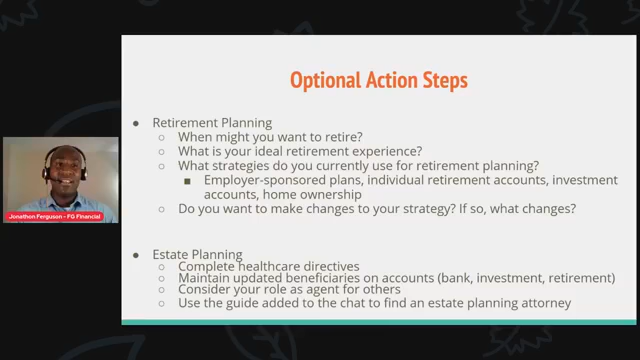 Optional Action Steps
● Retirement Planning
○ When might you want to retire?
○ What is your ideal retirement experience?
○ What strategies do you currently use for retirement planning?
■ Employer-sponsored plans, individual retirement accounts, investment
accounts, home ownership
○ Do you want to make changes to your strategy? If so, what changes?
● Estate Planning
○ Complete healthcare directives
○ Maintain updated beneficiaries on accounts (bank, investment, retirement)
○ Consider your role as agent for others
○ Use the guide added to the chat to find an estate planning attorney
Jonathon Ferguson - FG Financial